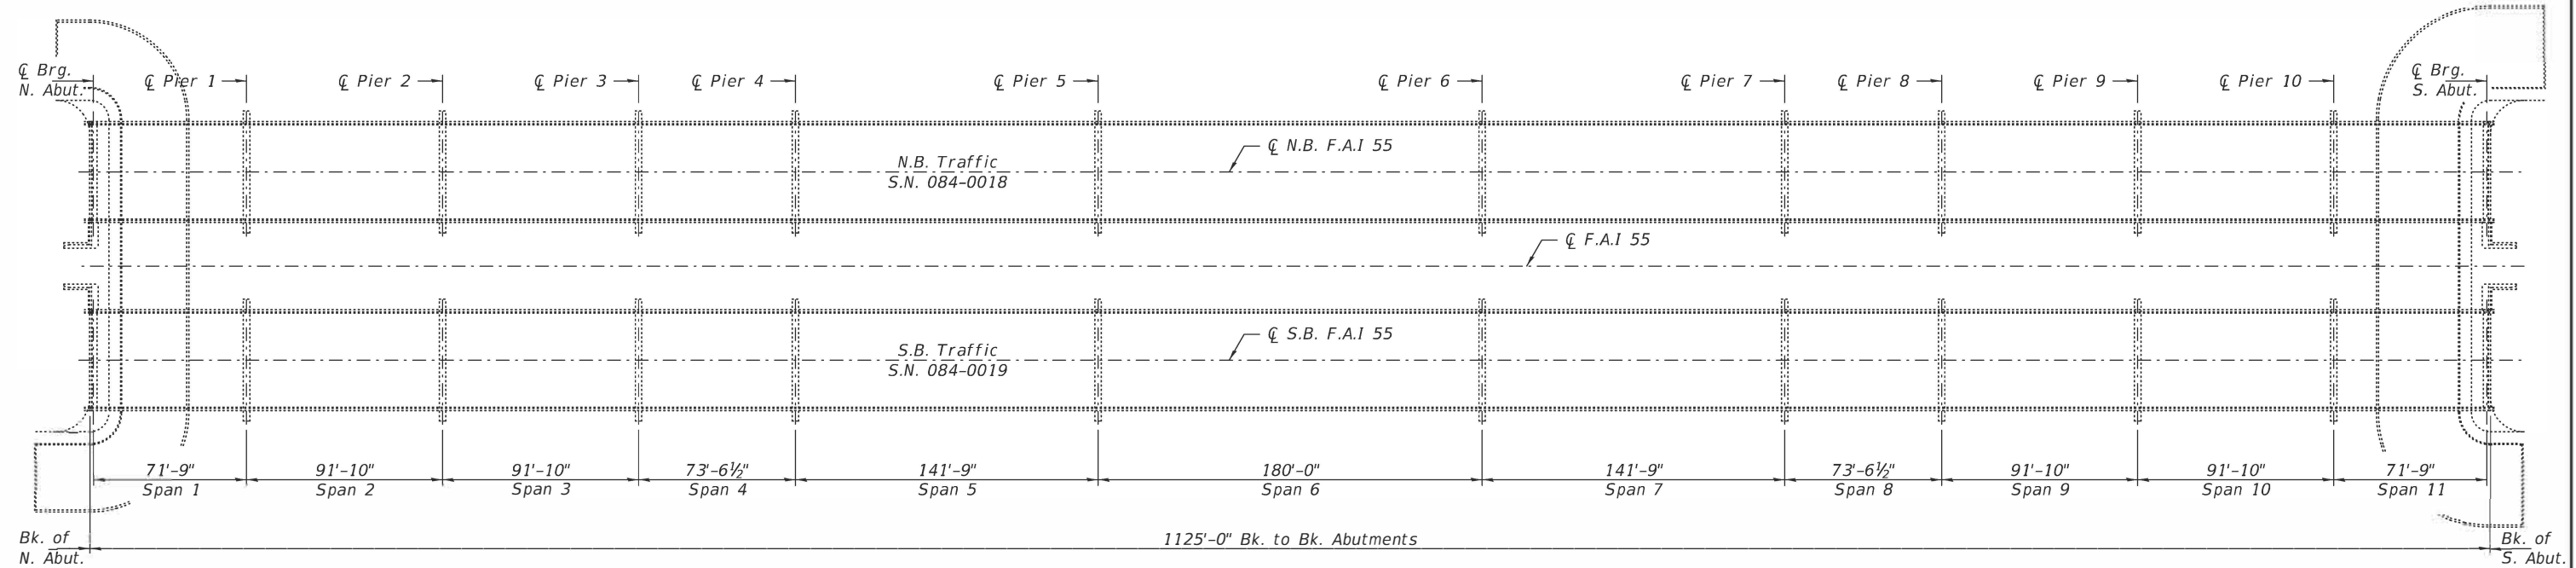 ℄ Brg.
N. Abut.
℄ Pier 1
℄ Pier 2
℄ Pier 3
℄ Pier 4
℄ Pier 5
℄ Pier 6
℄ Pier 7
℄ Pier 8
℄ Pier 9
℄ Pier 10
℄ Brg.
S. Abut.
℄ N.B. F.A.I 55
N.B. Traffic
S.N. 084-0018
℄ F.A.I 55
℄ S.B. F.A.I 55
S.B. Traffic
S.N. 084-0019
71'-9"
Span 1
91'-10"
Span 2
91'-10"
Span 3
73'-6½"
Span 4
141'-9"
Span 5
180'-0"
Span 6
141'-9"
Span 7
73'-6½"
Span 8
91'-10"
Span 9
91'-10"
Span 10
71'-9"
Span 11
Bk. of
N. Abut.
1125'-0" Bk. to Bk. Abutments
Bk. of
S. Abut.